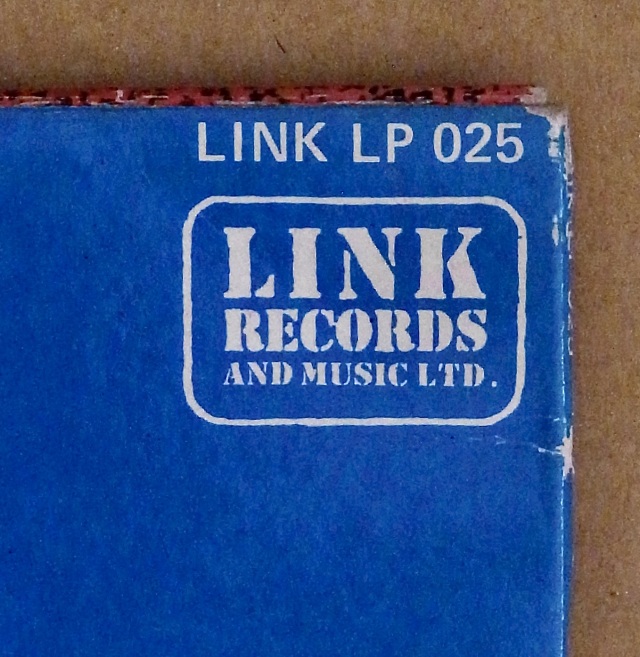 LINK LP 025
LINK
RECORDS
AND MUSIC LTD.